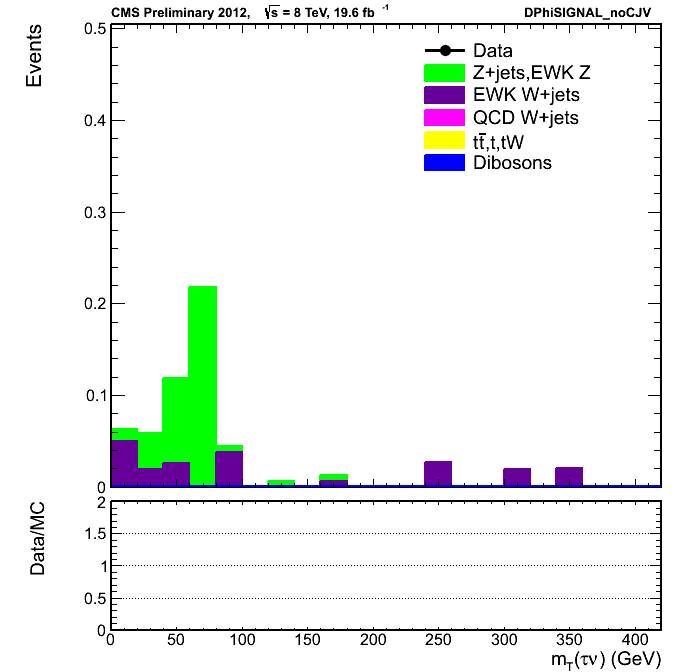 CMS Preliminary 2012, √s = 8 TeV, 19.6 fb⁻¹ DPhiSIGNAL_noCJV
Events
0.5
0.4
0.3
0.2
0.1
0
Data
Z+jets,EWK Z
EWK W+jets
QCD W+jets
tt̅,t,tW
Dibosons
Data/MC
2
1.5
1
0.5
0
0 50 100 150 200 250 300 350 400
m_T(τν) (GeV)